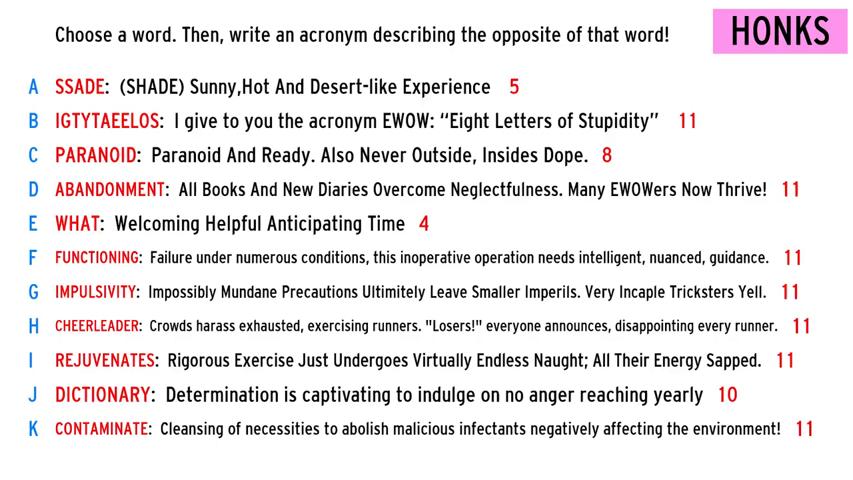 Choose a word. Then, write an acronym describing the opposite of that word!
HONKS
A SSADE: (SHADE) Sunny,Hot And Desert-like Experience 5
B IGTYTAEELOS: I give to you the acronym EWOW: “Eight Letters of Stupidity” 11
C PARANOID: Paranoid And Ready. Also Never Outside, Insides Dope. 8
D ABANDONMENT: All Books And New Diaries Overcome Neglectfulness. Many EWOWers Now Thrive! 11
E WHAT: Welcoming Helpful Anticipating Time 4
F FUNCTIONING: Failure under numerous conditions, this inoperative operation needs intelligent, nuanced, guidance. 11
G IMPULSIVITY: Impossibly Mundane Precautions Ultimitely Leave Smaller Imperils. Very Incaple Tricksters Yell. 11
H CHEERLEADER: Crowds harass exhausted, exercising runners. "Losers!" everyone announces, disappointing every runner. 11
I REJUVENATES: Rigorous Exercise Just Undergoes Virtually Endless Naught; All Their Energy Sapped. 11
J DICTIONARY: Determination is captivating to indulge on no anger reaching yearly 10
K CONTAMINATE: Cleansing of necessities to abolish malicious infectants negatively affecting the environment! 11